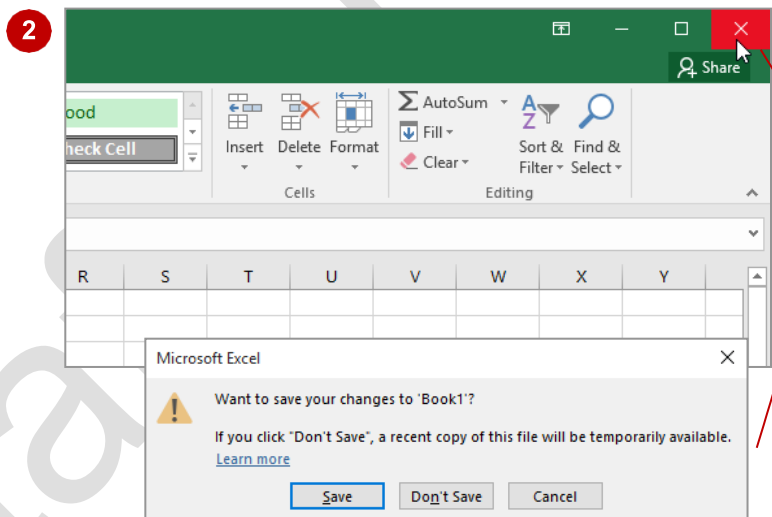 2
Share
ood
heck Cell
Insert Delete Format
Cells
AutoSum
Fill
Clear
Sort & Filter
Find & Select
Editing
R S T U V W X Y
Microsoft Excel
Want to save your changes to 'Book1'?
If you click "Don't Save", a recent copy of this file will be temporarily available.
Learn more
Save Don't Save Cancel